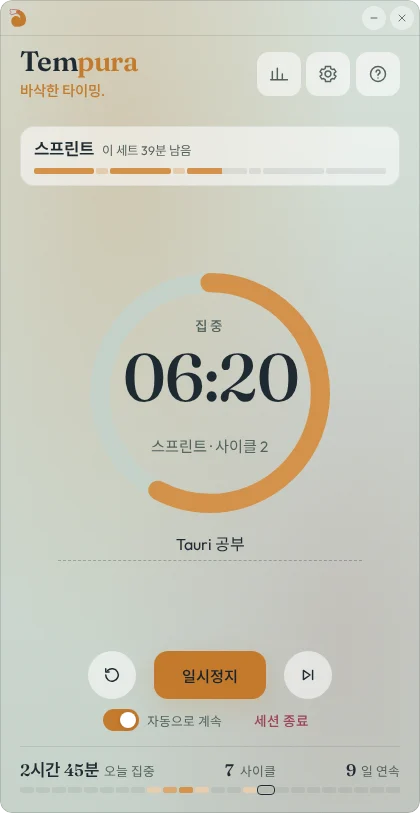 Tempura
바삭한 타이밍.
스프린트 이 세트 39분 남음
집중
06:20
스프린트 · 사이클 2
Tauri 공부
일시정지
자동으로 계속 세션 종료
2시간 45분 오늘 집중 7 사이클 9 일 연속